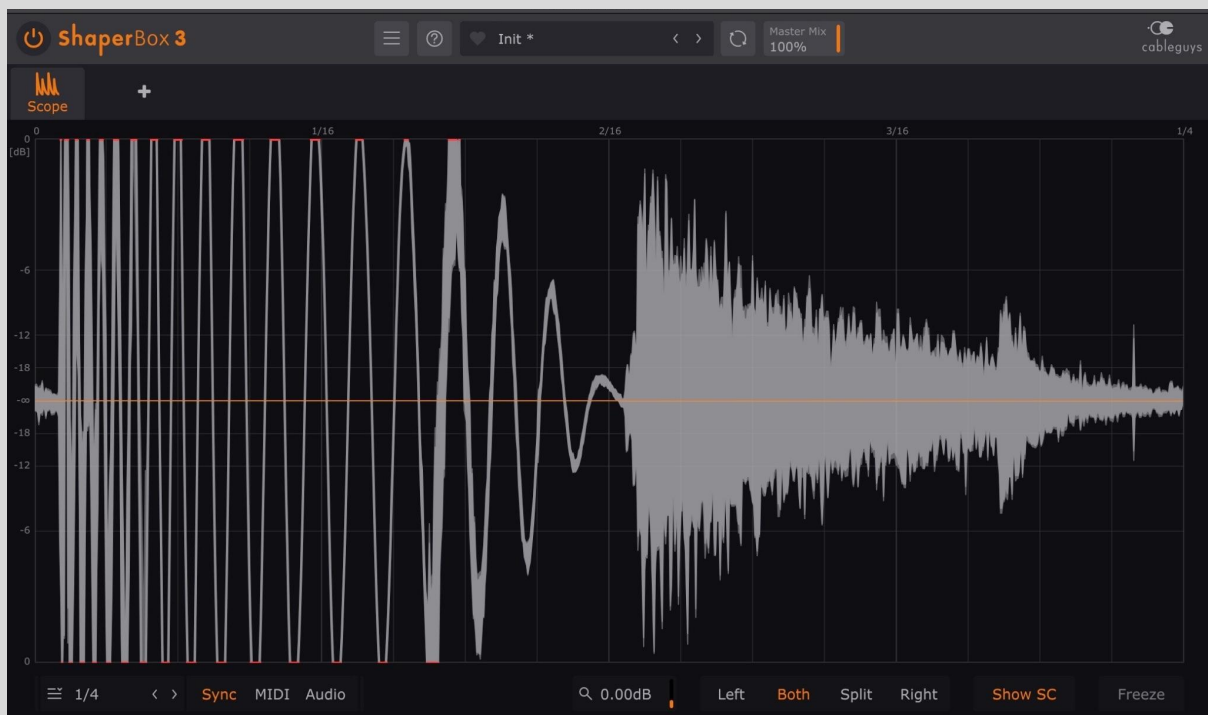 ShaperBox 3
Init *
Master Mix
100%
cableguys
Scope
0 1/16 2/16 3/16 1/4
0
[dB]
-6
-12
-18
-∞
-18
-12
-6
0
1/4 Sync MIDI Audio 0.00dB Left Both Split Right Show SC Freeze